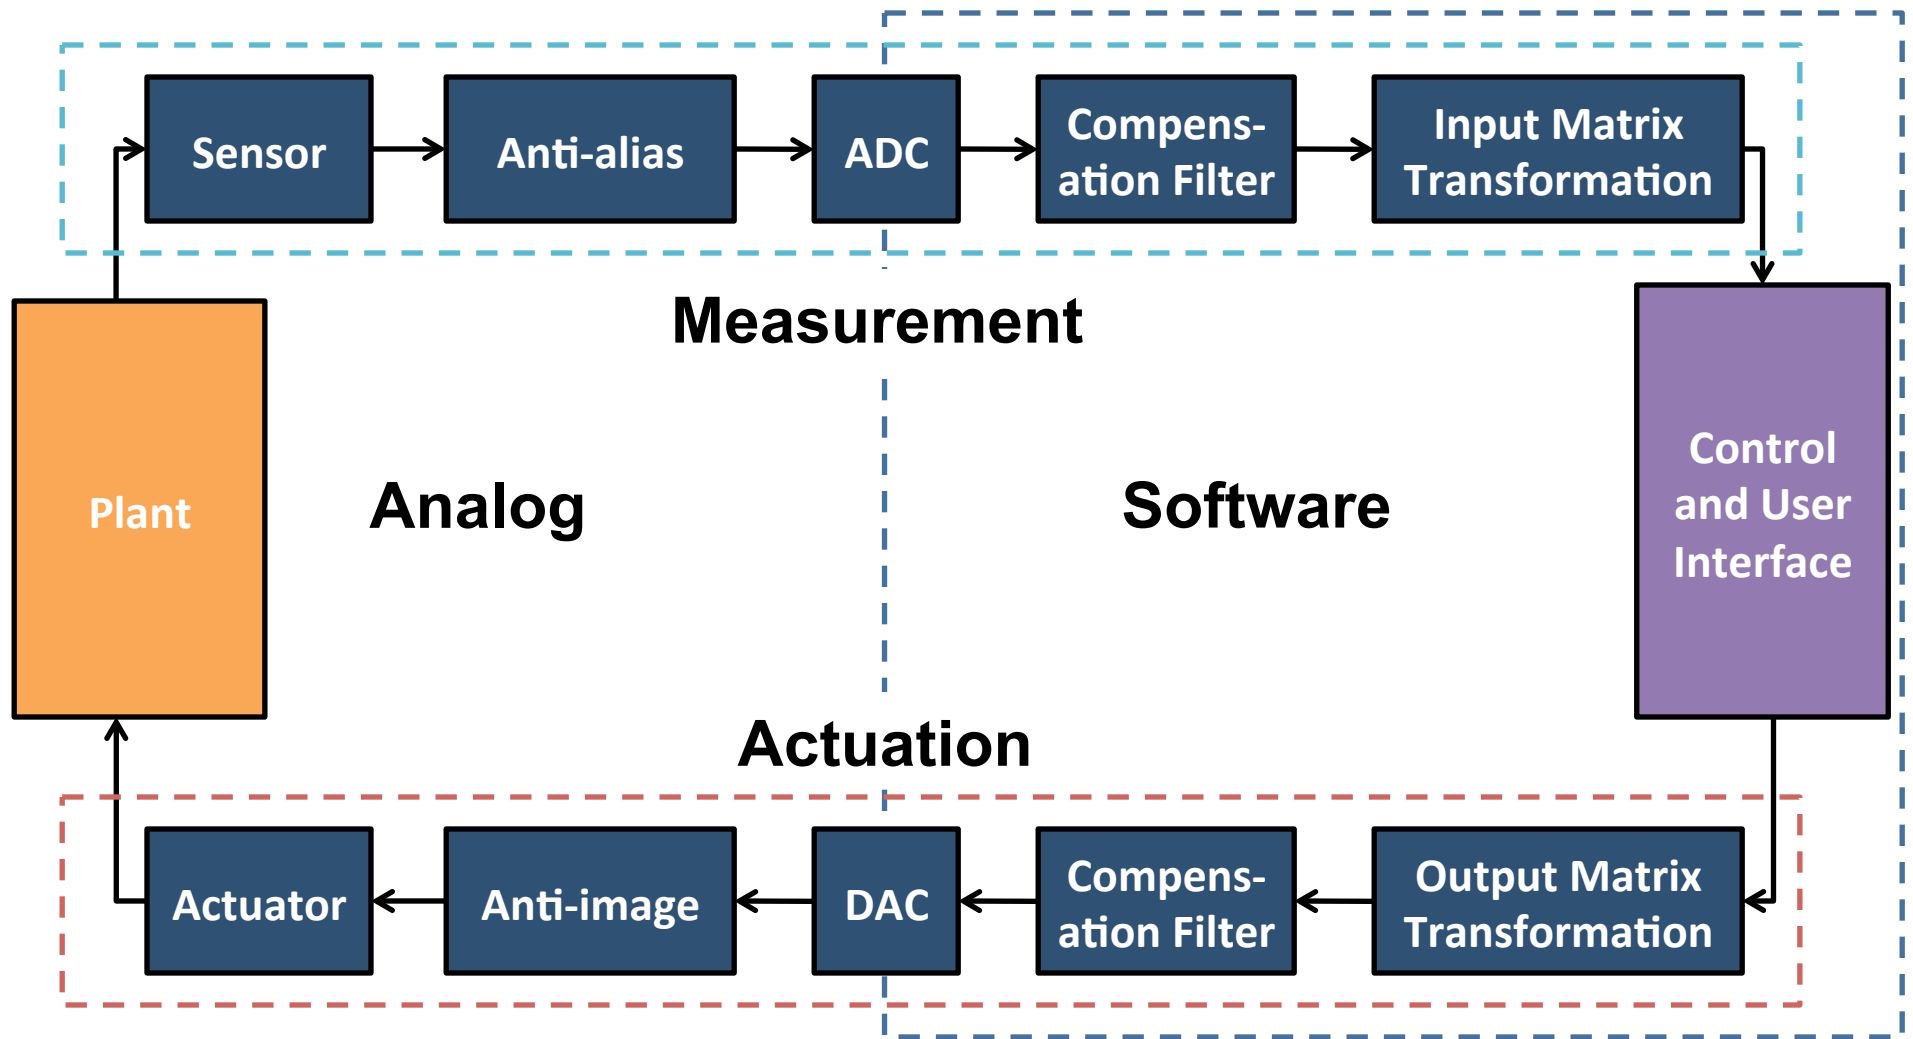 Sensor
Anti-alias
ADC
Compens-
ation Filter
Input Matrix
Transformation
Measurement
Plant
Analog
Software
Control
and User
Interface
Actuation
Actuator
Anti-image
DAC
Compens-
ation Filter
Output Matrix
Transformation